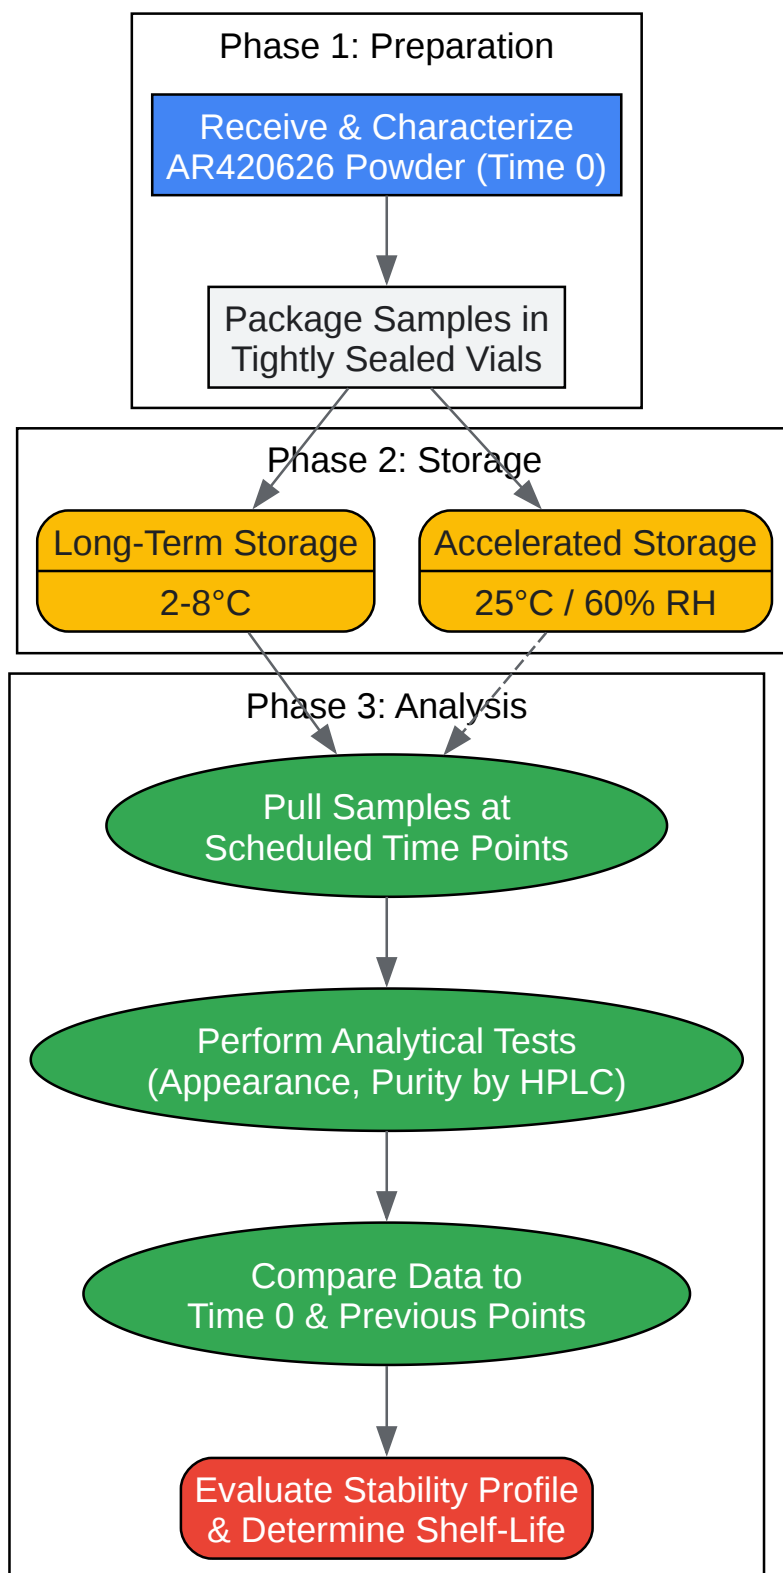 Phase 1: Preparation
Receive & Characterize
AR420626 Powder (Time 0)
Package Samples in
Tightly Sealed Vials
Phase 2: Storage
Long-Term Storage
2-8°C
Accelerated Storage
25°C / 60% RH
Phase 3: Analysis
Pull Samples at
Scheduled Time Points
Perform Analytical Tests
(Appearance, Purity by HPLC)
Compare Data to
Time 0 & Previous Points
Evaluate Stability Profile
& Determine Shelf-Life